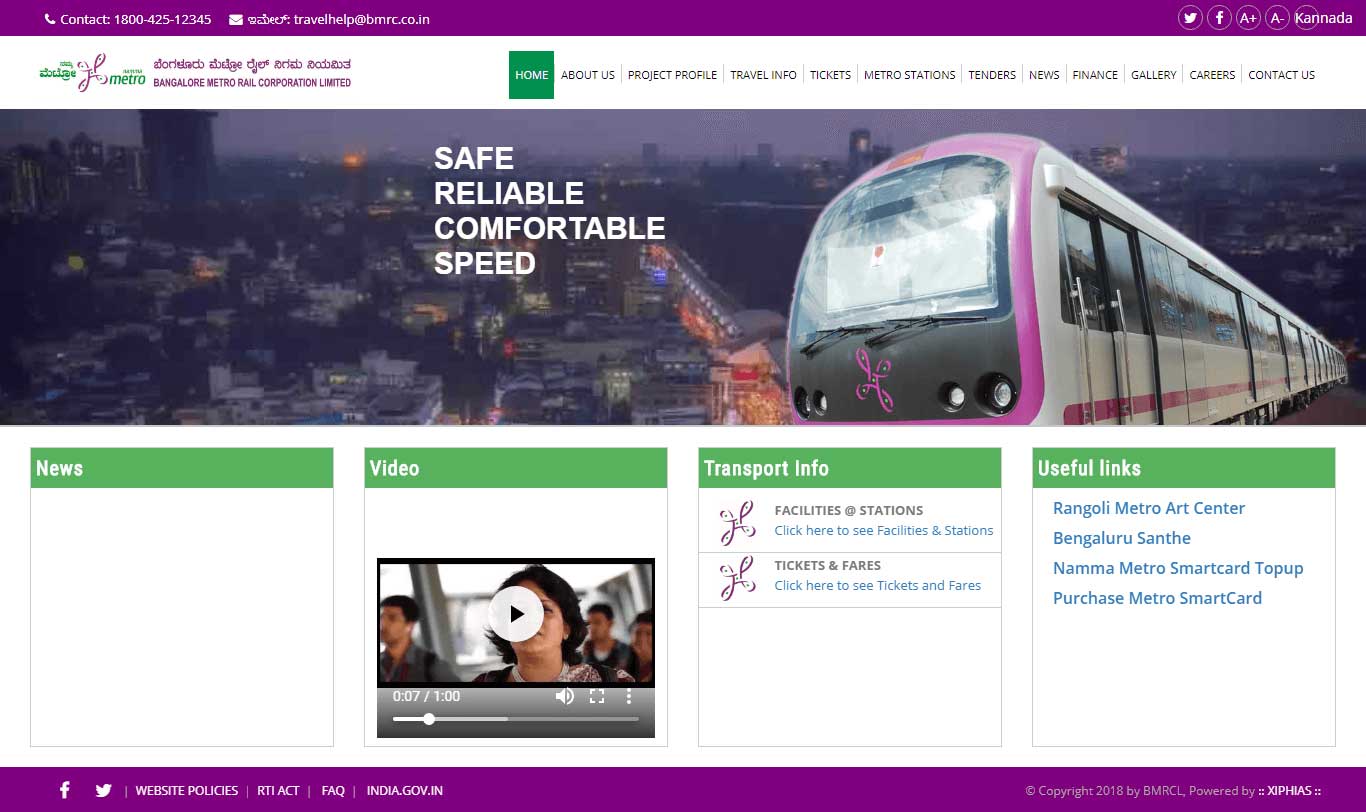 Contact: 1800-425-12345 ಇಮೇಲ್: travelhelp@bmrc.co.in
A+ A- Kannada
ನಮ್ಮ ಮೆಟ್ರೋ namma metro
ಬೆಂಗಳೂರು ಮೆಟ್ರೋ ರೈಲ್ ನಿಗಮ ನಿಯಮಿತ
BANGALORE METRO RAIL CORPORATION LIMITED
HOME ABOUT US PROJECT PROFILE TRAVEL INFO TICKETS METRO STATIONS TENDERS NEWS FINANCE GALLERY CAREERS CONTACT US
SAFE
RELIABLE
COMFORTABLE
SPEED
News
Video
0:07 / 1:00
Transport Info
FACILITIES @ STATIONS
Click here to see Facilities & Stations
TICKETS & FARES
Click here to see Tickets and Fares
Useful links
Rangoli Metro Art Center
Bengaluru Santhe
Namma Metro Smartcard Topup
Purchase Metro SmartCard
| WEBSITE POLICIES | RTI ACT | FAQ | INDIA.GOV.IN
© Copyright 2018 by BMRCL, Powered by :: XIPHIAS ::